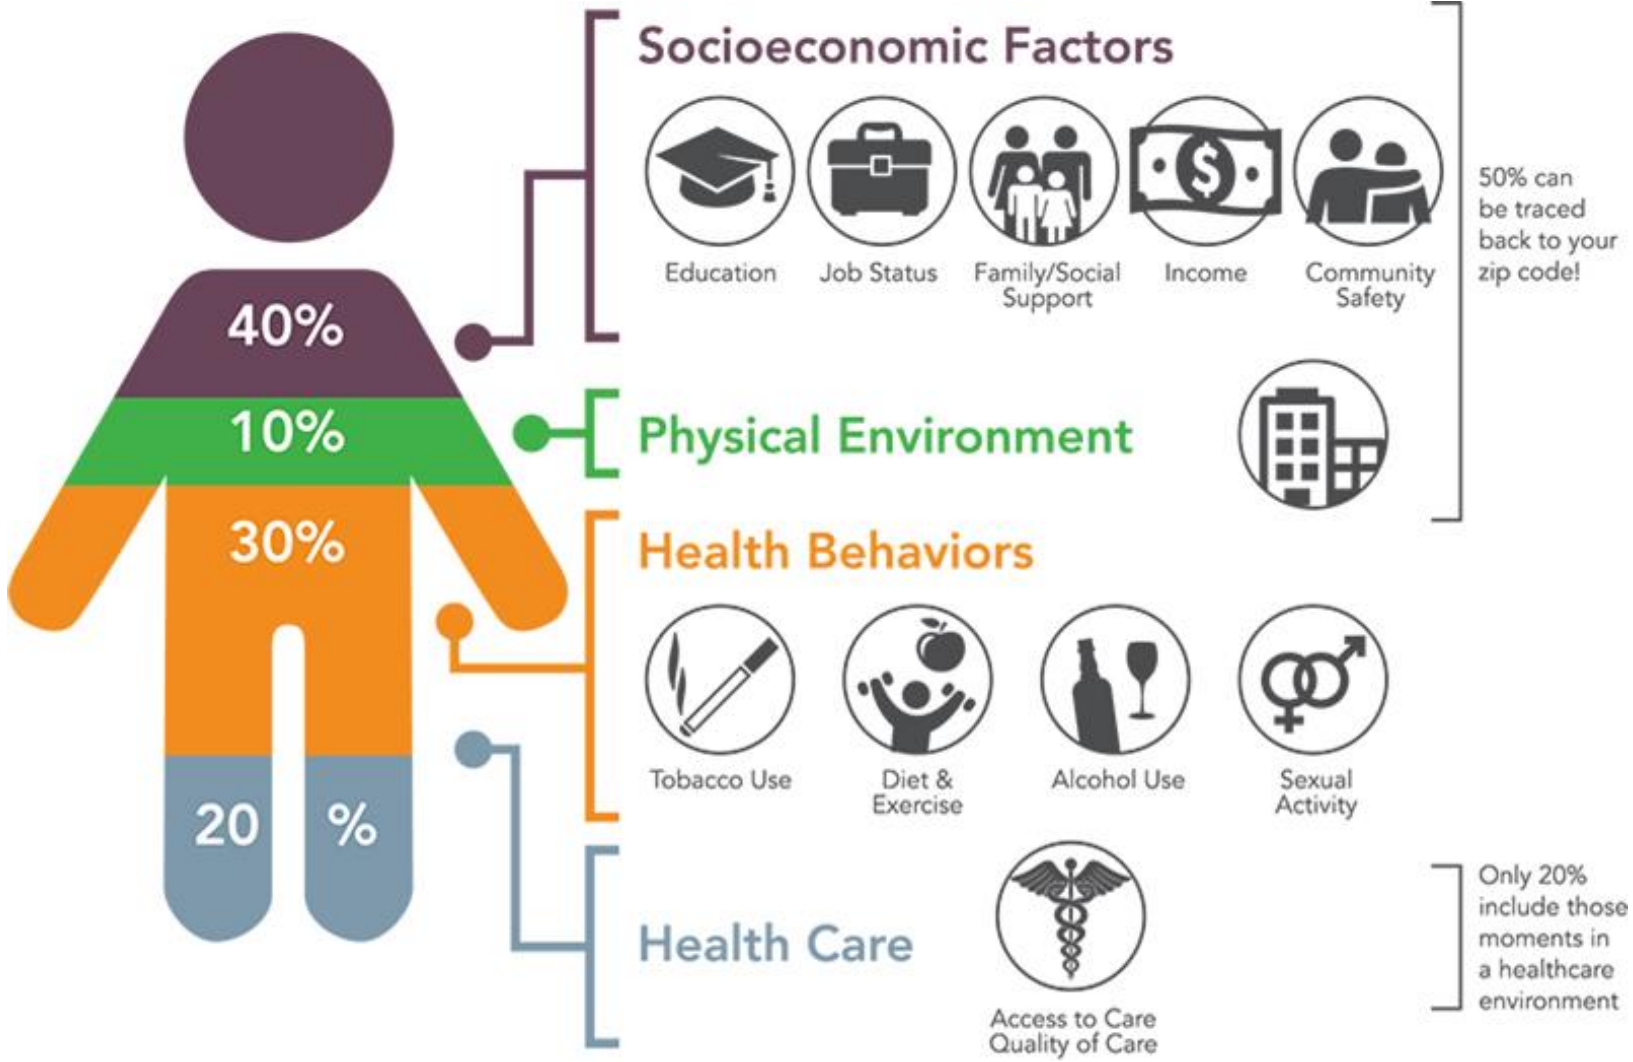 Socioeconomic Factors
Education
Job Status
Family/Social
Support
Income
Community
Safety
50% can
be traced
back to your
zip code!
40%
10%
Physical Environment
30%
Health Behaviors
Tobacco Use
Diet &
Exercise
Alcohol Use
Sexual
Activity
20 %
Health Care
Access to Care
Quality of Care
Only 20%
include those
moments in
a healthcare
environment